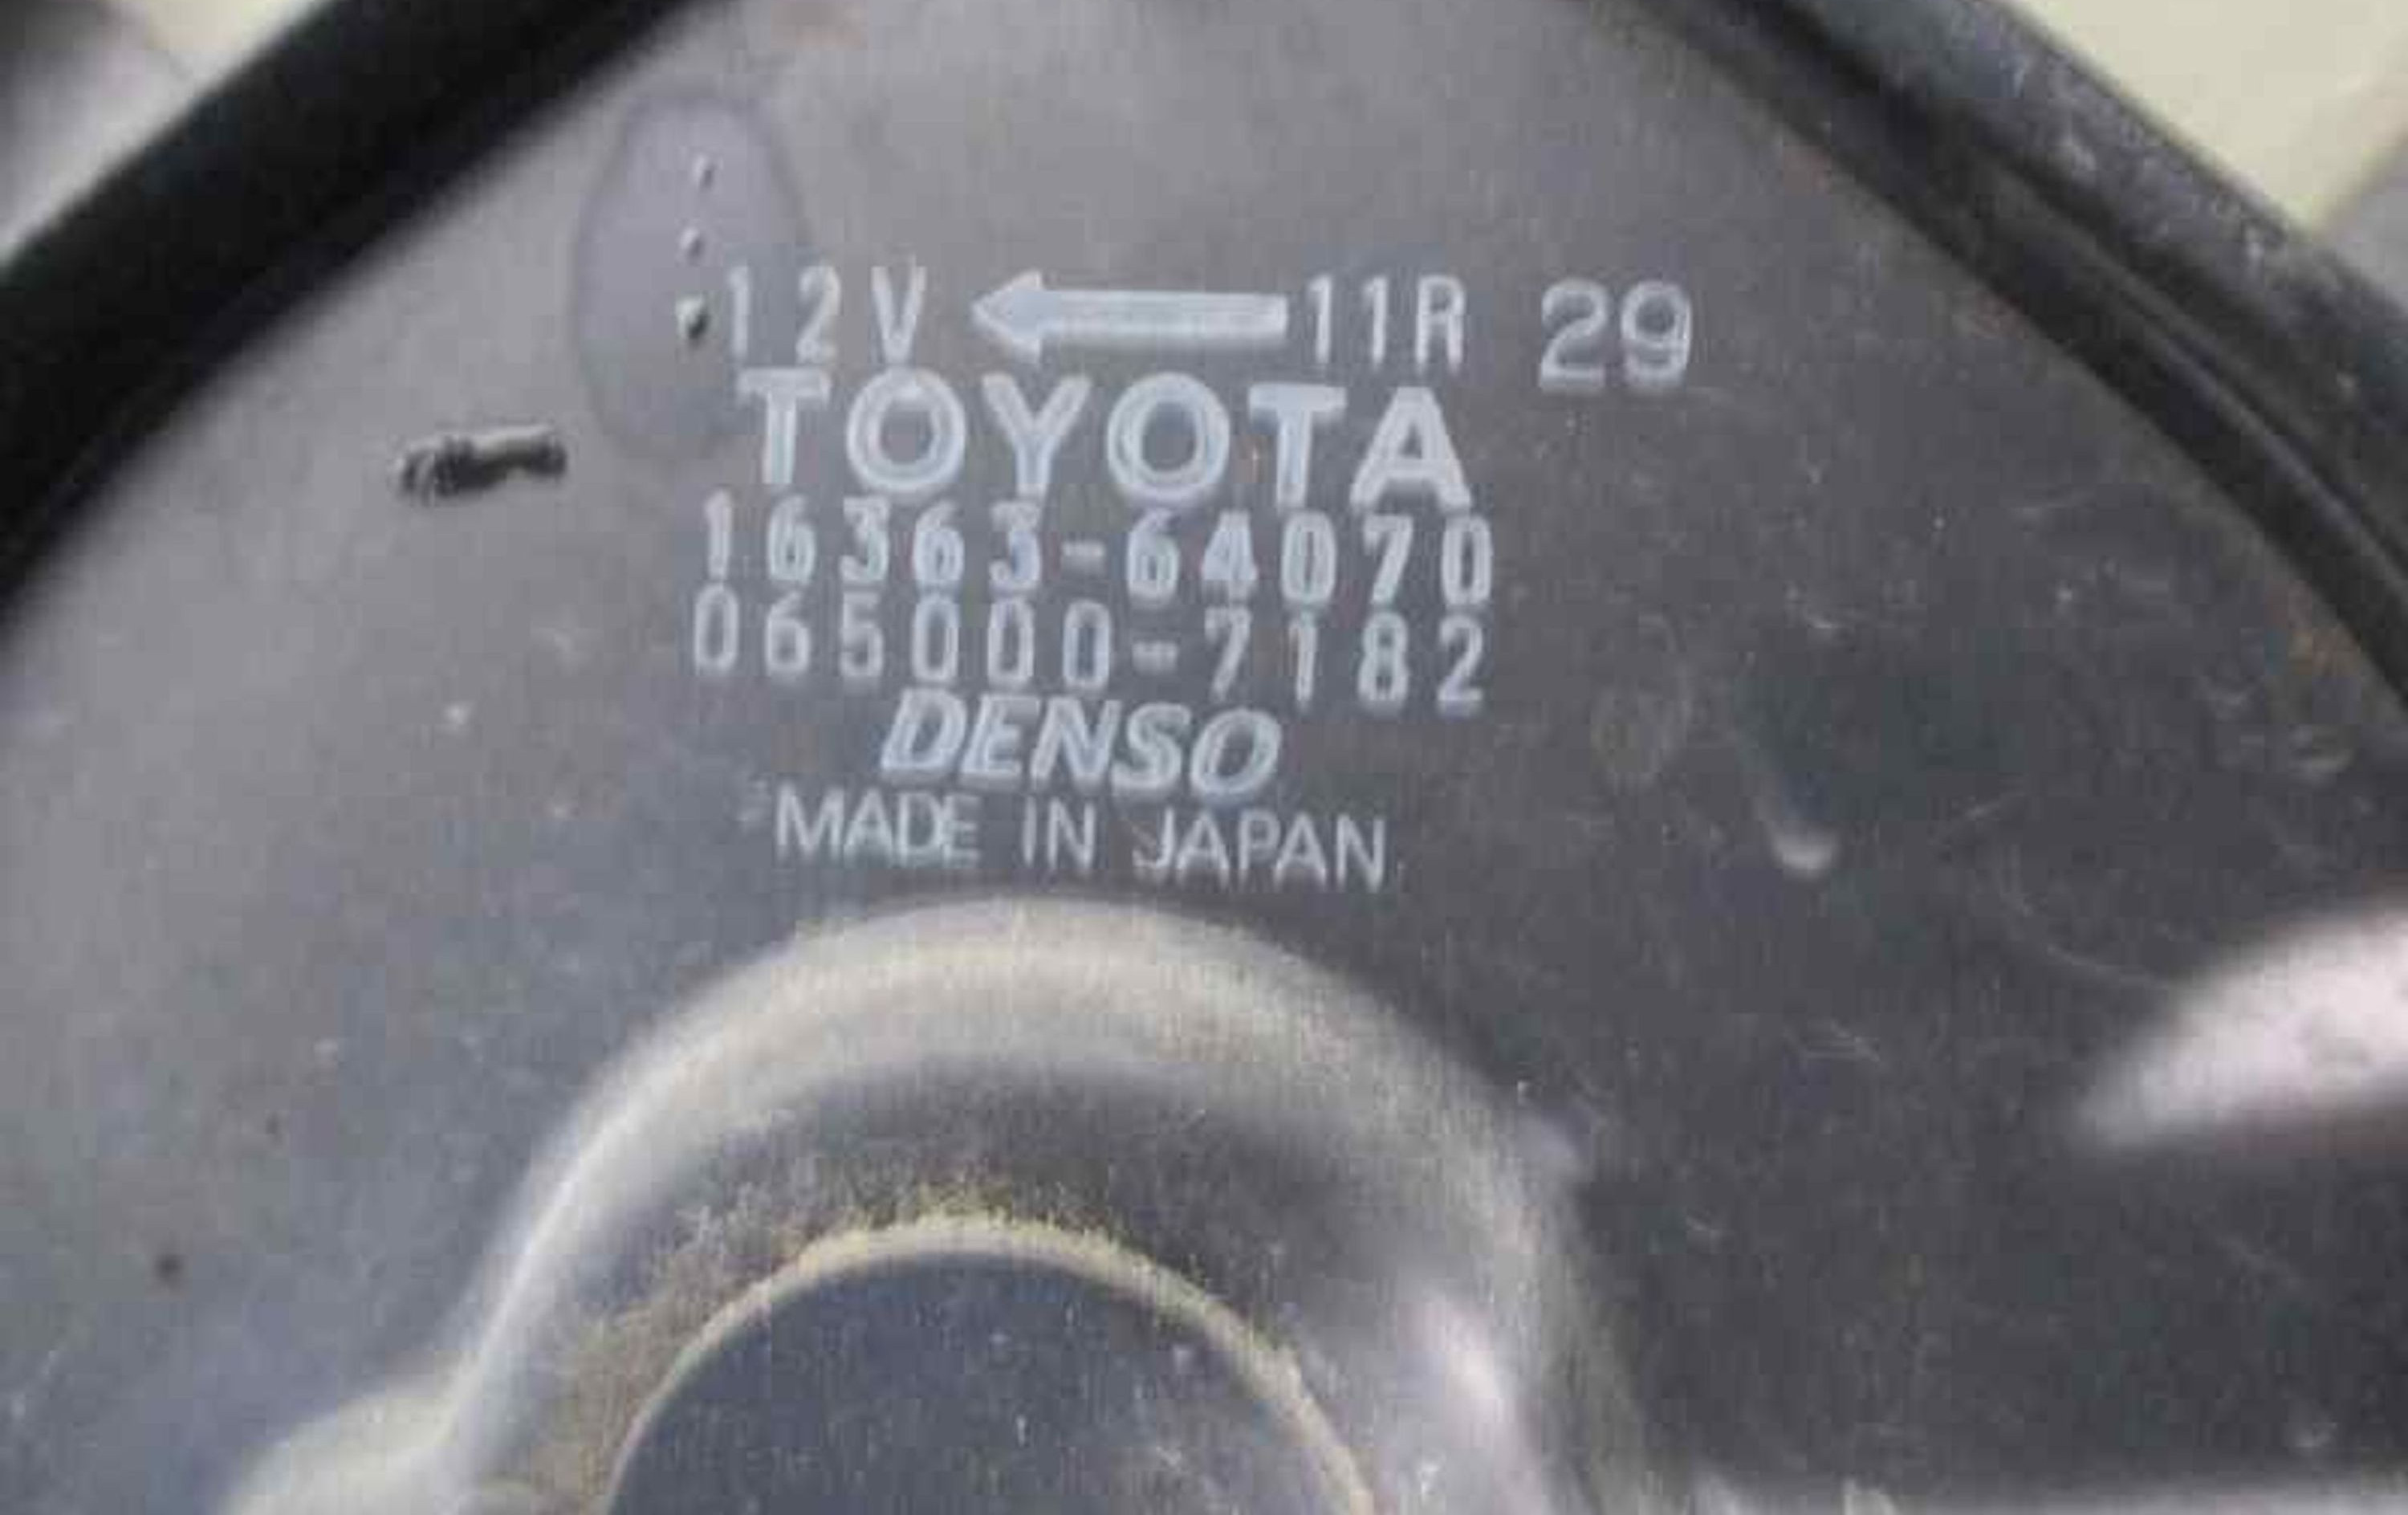 12V ← 11R 29
TOYOTA
16363-64070
065000-7182
DENSO
MADE IN JAPAN